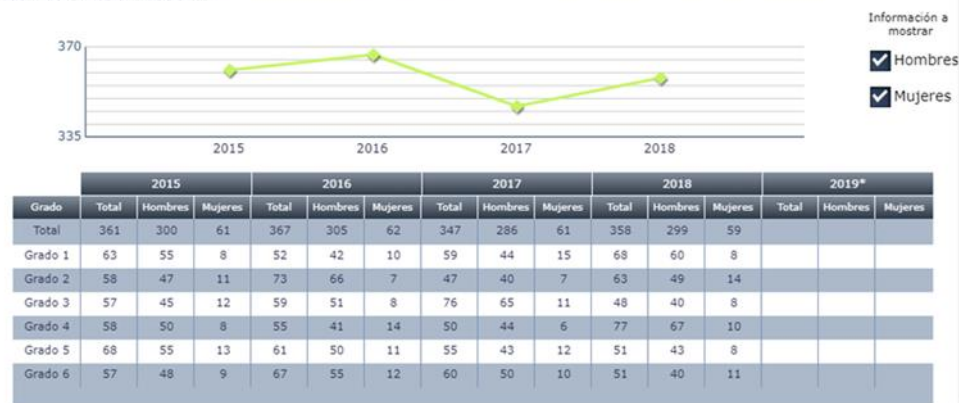 Información a
mostrar
Hombres
Mujeres
370
335
2015 2016 2017 2018
2015 2016 2017 2018 2019*
Grado Total Hombres Mujeres Total Hombres Mujeres Total Hombres Mujeres Total Hombres Mujeres Total Hombres Mujeres
Total 361 300 61 367 305 62 347 286 61 358 299 59
Grado 1 63 55 8 52 42 10 59 44 15 68 60 8
Grado 2 58 47 11 73 66 7 47 40 7 63 49 14
Grado 3 57 45 12 59 51 8 76 65 11 48 40 8
Grado 4 58 50 8 55 41 14 50 44 6 77 67 10
Grado 5 68 55 13 61 50 11 55 43 12 51 43 8
Grado 6 57 48 9 67 55 12 60 50 10 51 40 11